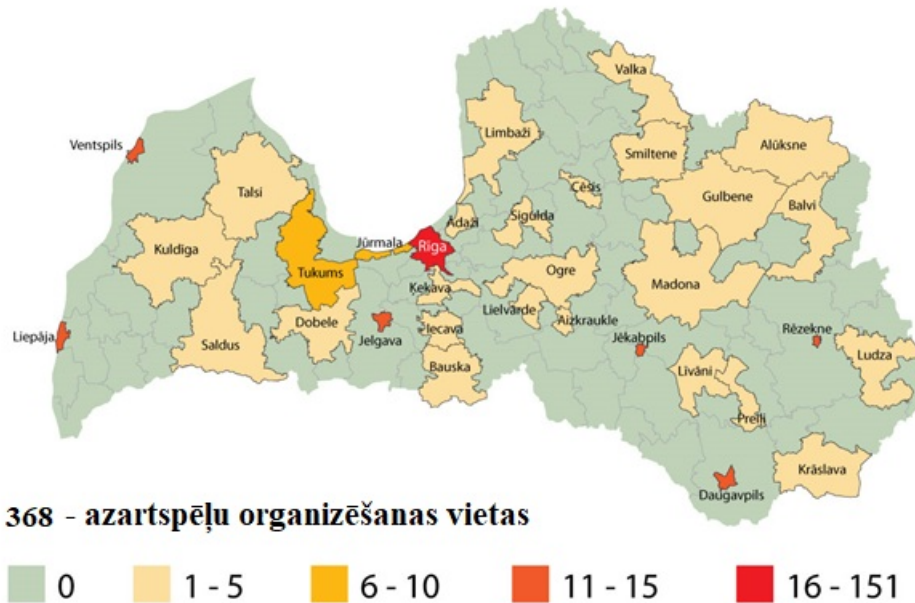 Valka
Ventspils
Limbaži
Smiltene
Alūksne
Talsi
Cēsis
Gulbene
Balvi
Ādaži
Sigulda
Kuldiga
Jūrmala
Rīga
Tukums
Ogre
Ķekava
Madona
Lielvārde
Dobele
Iecava
Aizkraukle
Liepāja
Jelgava
Jēkabpils
Rēzekne
Saldus
Bauska
Ludza
Līvāni
Preiļi
Krāslava
Daugavpils
368 - azartspēļu organizēšanas vietas
0 1 - 5 6 - 10 11 - 15 16 - 151